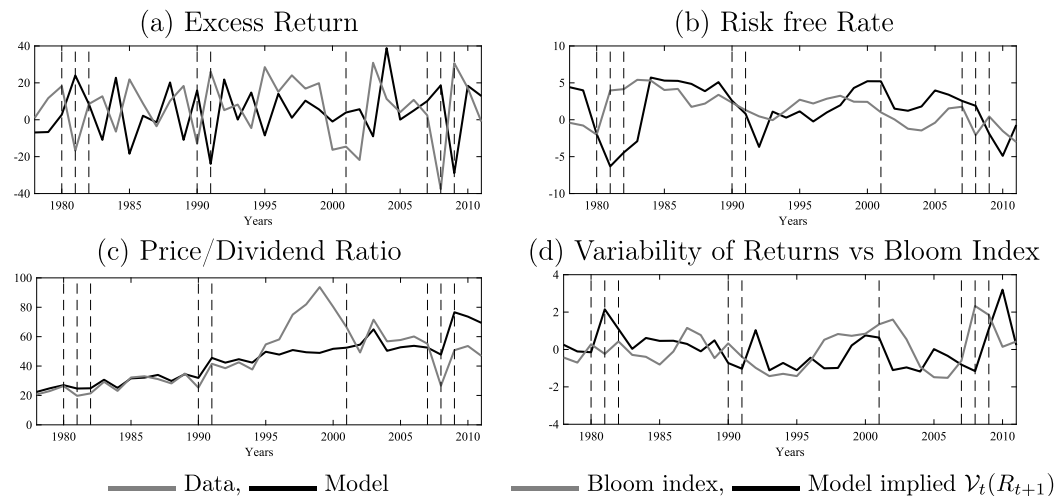 (a) Excess Return
40
20
0
-20
-40
1980 1985 1990 1995 2000 2005 2010
Years
(b) Risk free Rate
10
5
0
-5
-10
1980 1985 1990 1995 2000 2005 2010
Years
(c) Price/Dividend Ratio
100
80
60
40
20
0
1980 1985 1990 1995 2000 2005 2010
Years
(d) Variability of Returns vs Bloom Index
4
2
0
-2
-4
1980 1985 1990 1995 2000 2005 2010
Years
Data, Model
Bloom index, Model implied 𝒱ₜ(Rₜ₊₁)